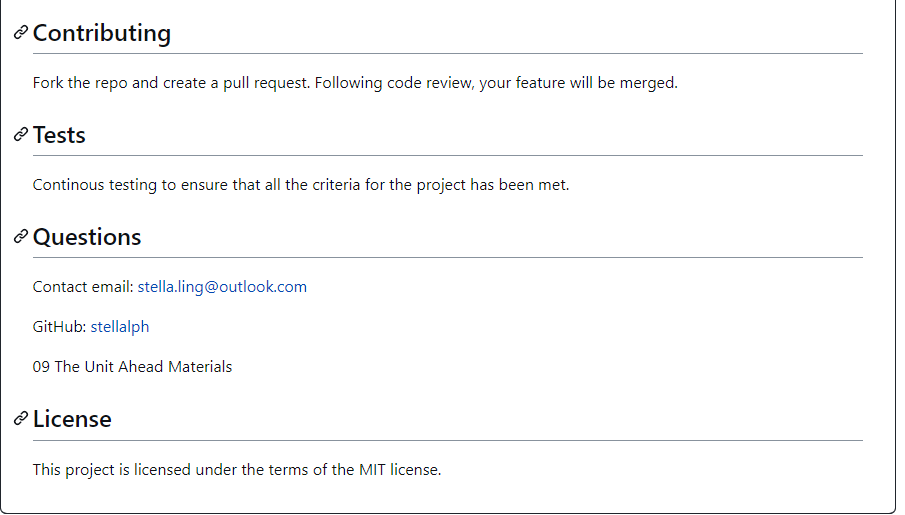 Contributing
Fork the repo and create a pull request. Following code review, your feature will be merged.
Tests
Continous testing to ensure that all the criteria for the project has been met.
Questions
Contact email: stella.ling@outlook.com
GitHub: stellalph
09 The Unit Ahead Materials
License
This project is licensed under the terms of the MIT license.